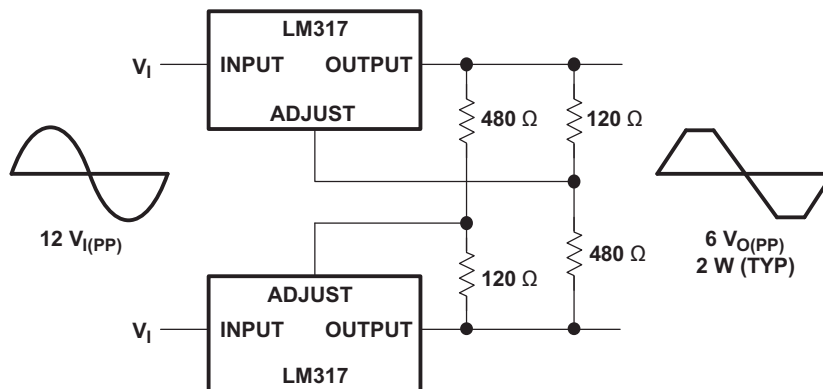 LM317
V_I
INPUT OUTPUT
ADJUST
480 Ω
120 Ω
12 V_I(PP)
6 V_O(PP)
2 W (TYP)
120 Ω
480 Ω
ADJUST
V_I
INPUT OUTPUT
LM317